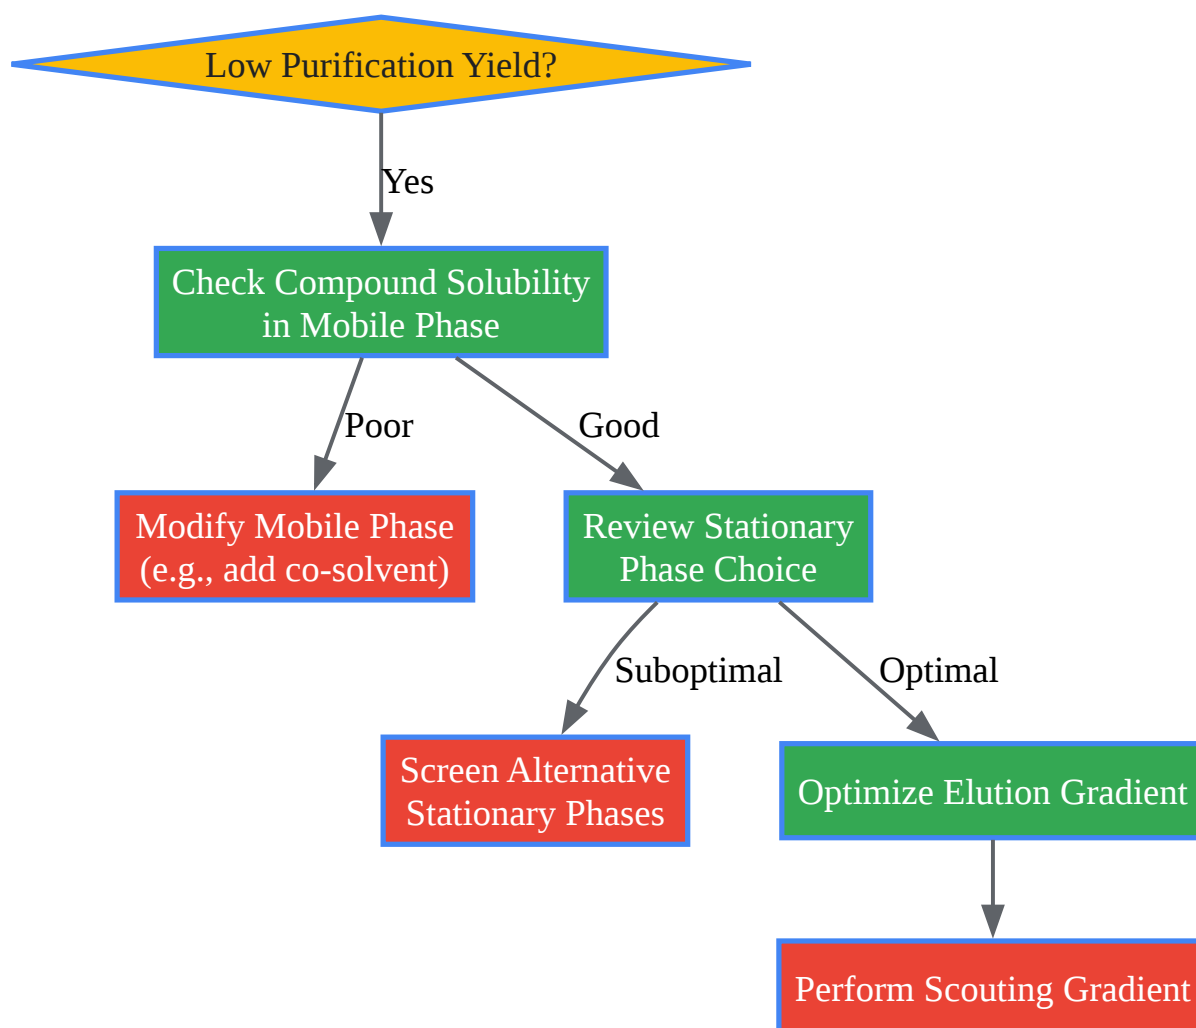 Low Purification Yield?
Yes
Check Compound Solubility
in Mobile Phase
Poor
Good
Modify Mobile Phase
(e.g., add co-solvent)
Review Stationary
Phase Choice
Suboptimal
Optimal
Screen Alternative
Stationary Phases
Optimize Elution Gradient
Perform Scouting Gradient